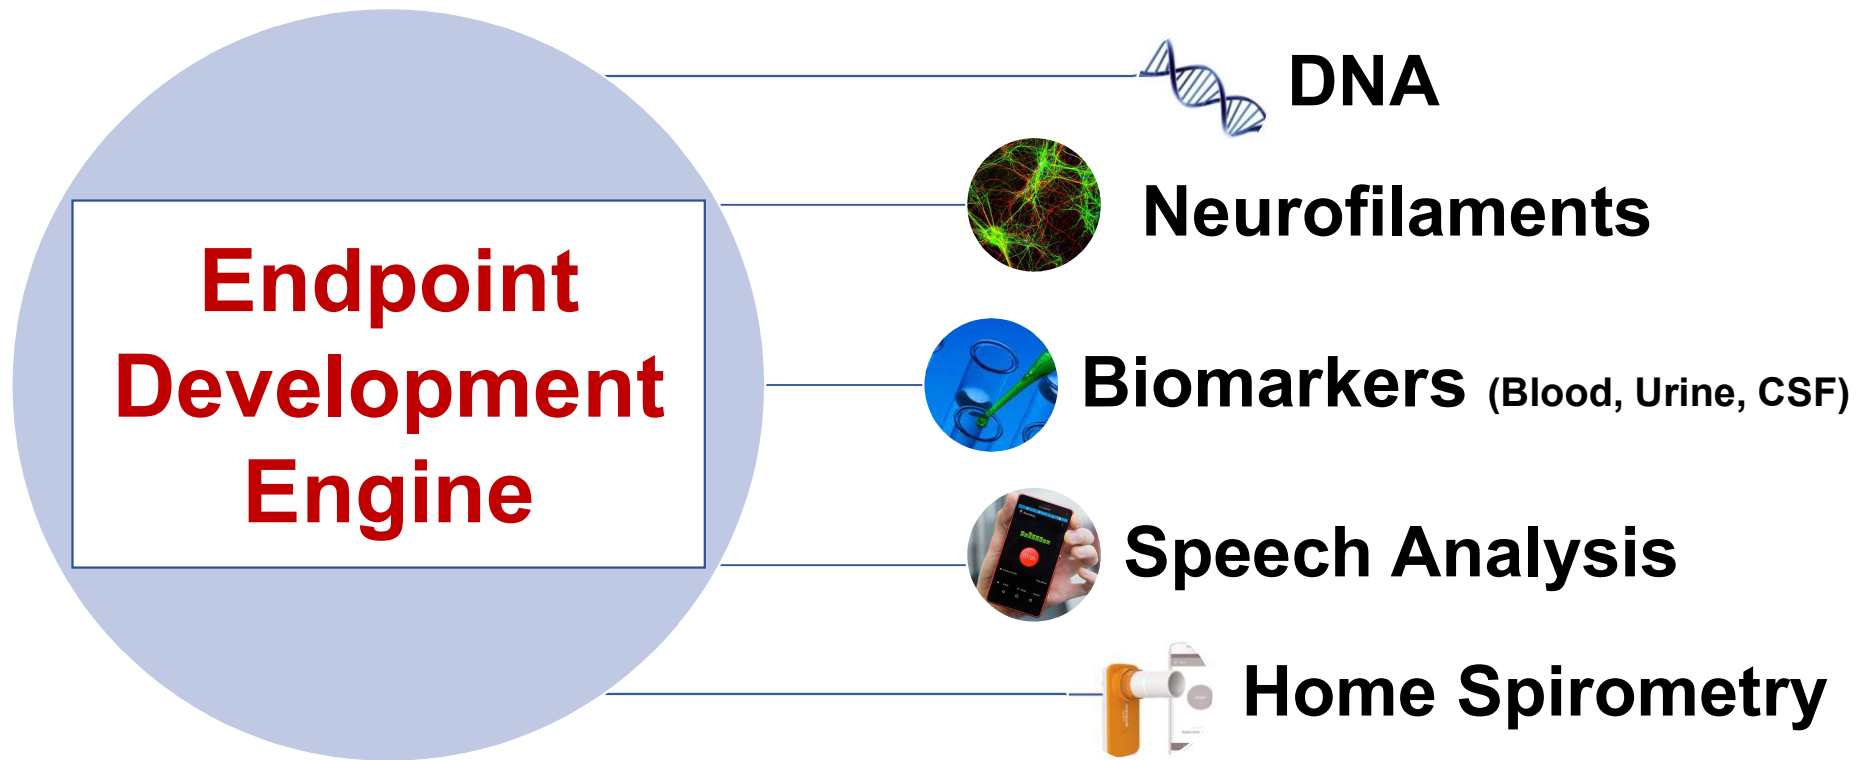 Endpoint
Development
Engine
DNA
Neurofilaments
Biomarkers (Blood, Urine, CSF)
Speech Analysis
Home Spirometry